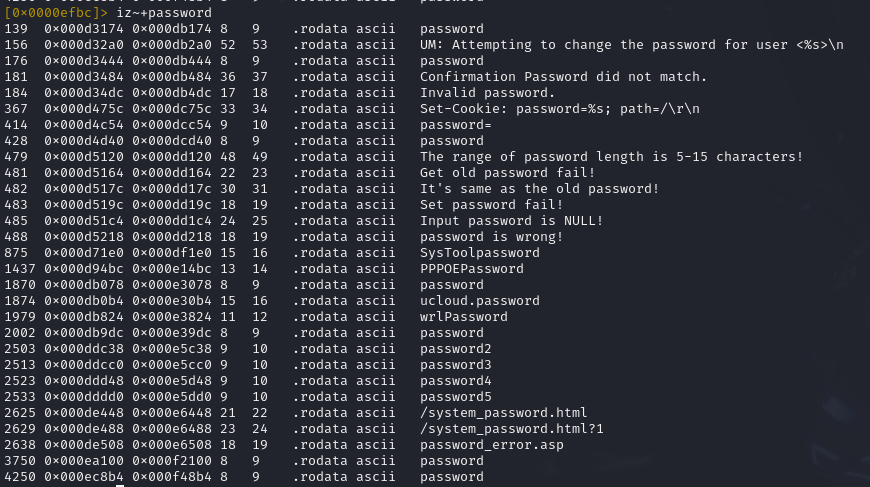 [0×0000efbc]> iz~+password
139 0×000d3174 0×000db174 8 9 .rodata ascii password
156 0×000d32a0 0×000db2a0 52 53 .rodata ascii UM: Attempting to change the password for user <%s>\n
176 0×000d3444 0×000db444 8 9 .rodata ascii password
181 0×000d3484 0×000db484 36 37 .rodata ascii Confirmation Password did not match.
184 0×000d34dc 0×000db4dc 17 18 .rodata ascii Invalid password.
367 0×000d475c 0×000dc75c 33 34 .rodata ascii Set-Cookie: password=%s; path=/\r\n
414 0×000d4c54 0×000dcc54 9 10 .rodata ascii password=
428 0×000d4d40 0×000dcd40 8 9 .rodata ascii password
479 0×000d5120 0×000dd120 48 49 .rodata ascii The range of password length is 5-15 characters!
481 0×000d5164 0×000dd164 22 23 .rodata ascii Get old password fail!
482 0×000d517c 0×000dd17c 30 31 .rodata ascii It's same as the old password!
483 0×000d519c 0×000dd19c 18 19 .rodata ascii Set password fail!
485 0×000d51c4 0×000dd1c4 24 25 .rodata ascii Input password is NULL!
488 0×000d5218 0×000dd218 18 19 .rodata ascii password is wrong!
875 0×000d71e0 0×000df1e0 15 16 .rodata ascii SysToolpassword
1437 0×000d94bc 0×000e14bc 13 14 .rodata ascii PPPOEPassword
1870 0×000db078 0×000e3078 8 9 .rodata ascii password
1874 0×000db0b4 0×000e30b4 15 16 .rodata ascii ucloud.password
1979 0×000db824 0×000e3824 11 12 .rodata ascii wrlPassword
2002 0×000db9dc 0×000e39dc 8 9 .rodata ascii password
2503 0×000ddc38 0×000e5c38 9 10 .rodata ascii password2
2513 0×000ddcc0 0×000e5cc0 9 10 .rodata ascii password3
2523 0×000ddd48 0×000e5d48 9 10 .rodata ascii password4
2533 0×000dddd0 0×000e5dd0 9 10 .rodata ascii password5
2625 0×000de448 0×000e6448 21 22 .rodata ascii /system_password.html
2629 0×000de488 0×000e6488 23 24 .rodata ascii /system_password.html?1
2638 0×000de508 0×000e6508 18 19 .rodata ascii password_error.asp
3750 0×000ea100 0×000f2100 8 9 .rodata ascii password
4250 0×000ec8b4 0×000f48b4 8 9 .rodata ascii password